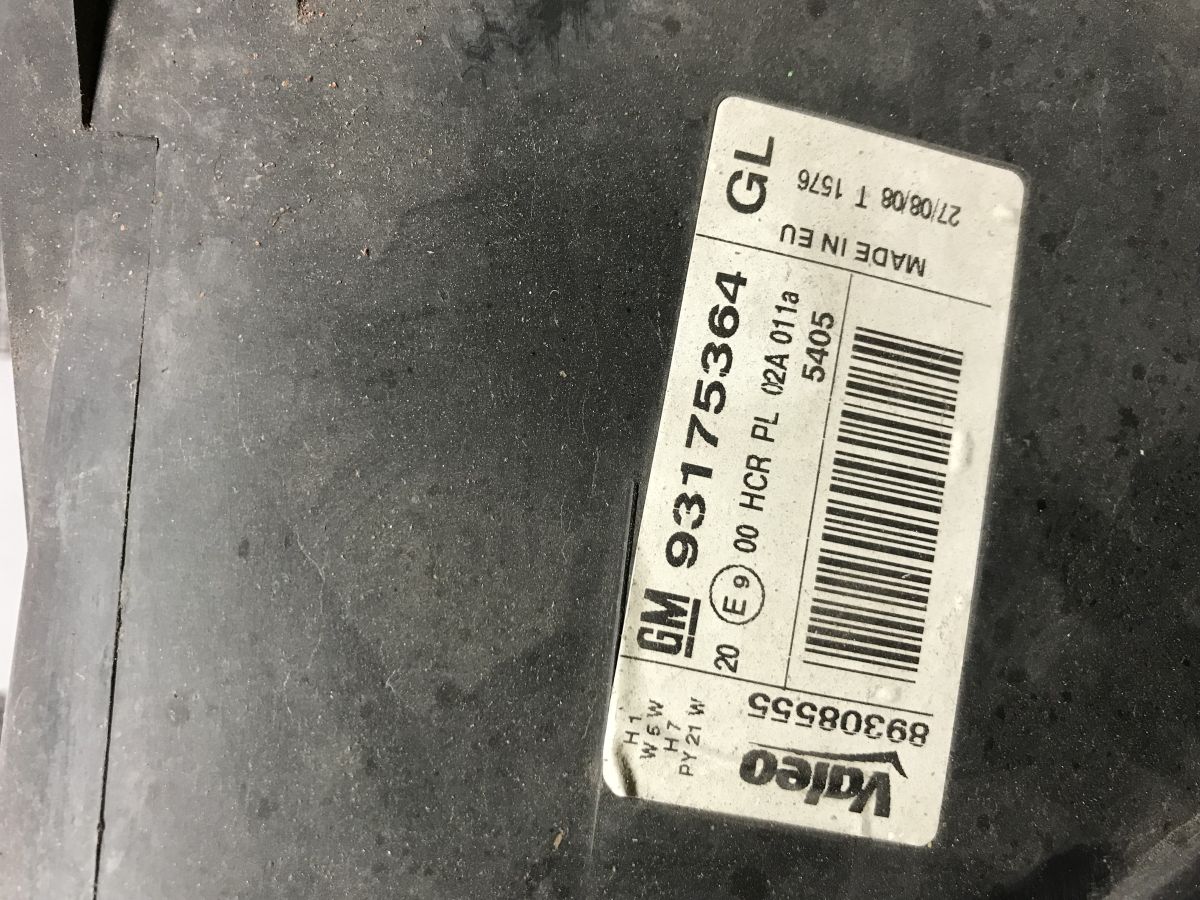 GL
27/08/08 T 1576
MADE IN EU
GM 93175364
20 E9 00 HCR PL 02A 011a
5405
H1
W5W
H7
PY21W
89308555
Valeo